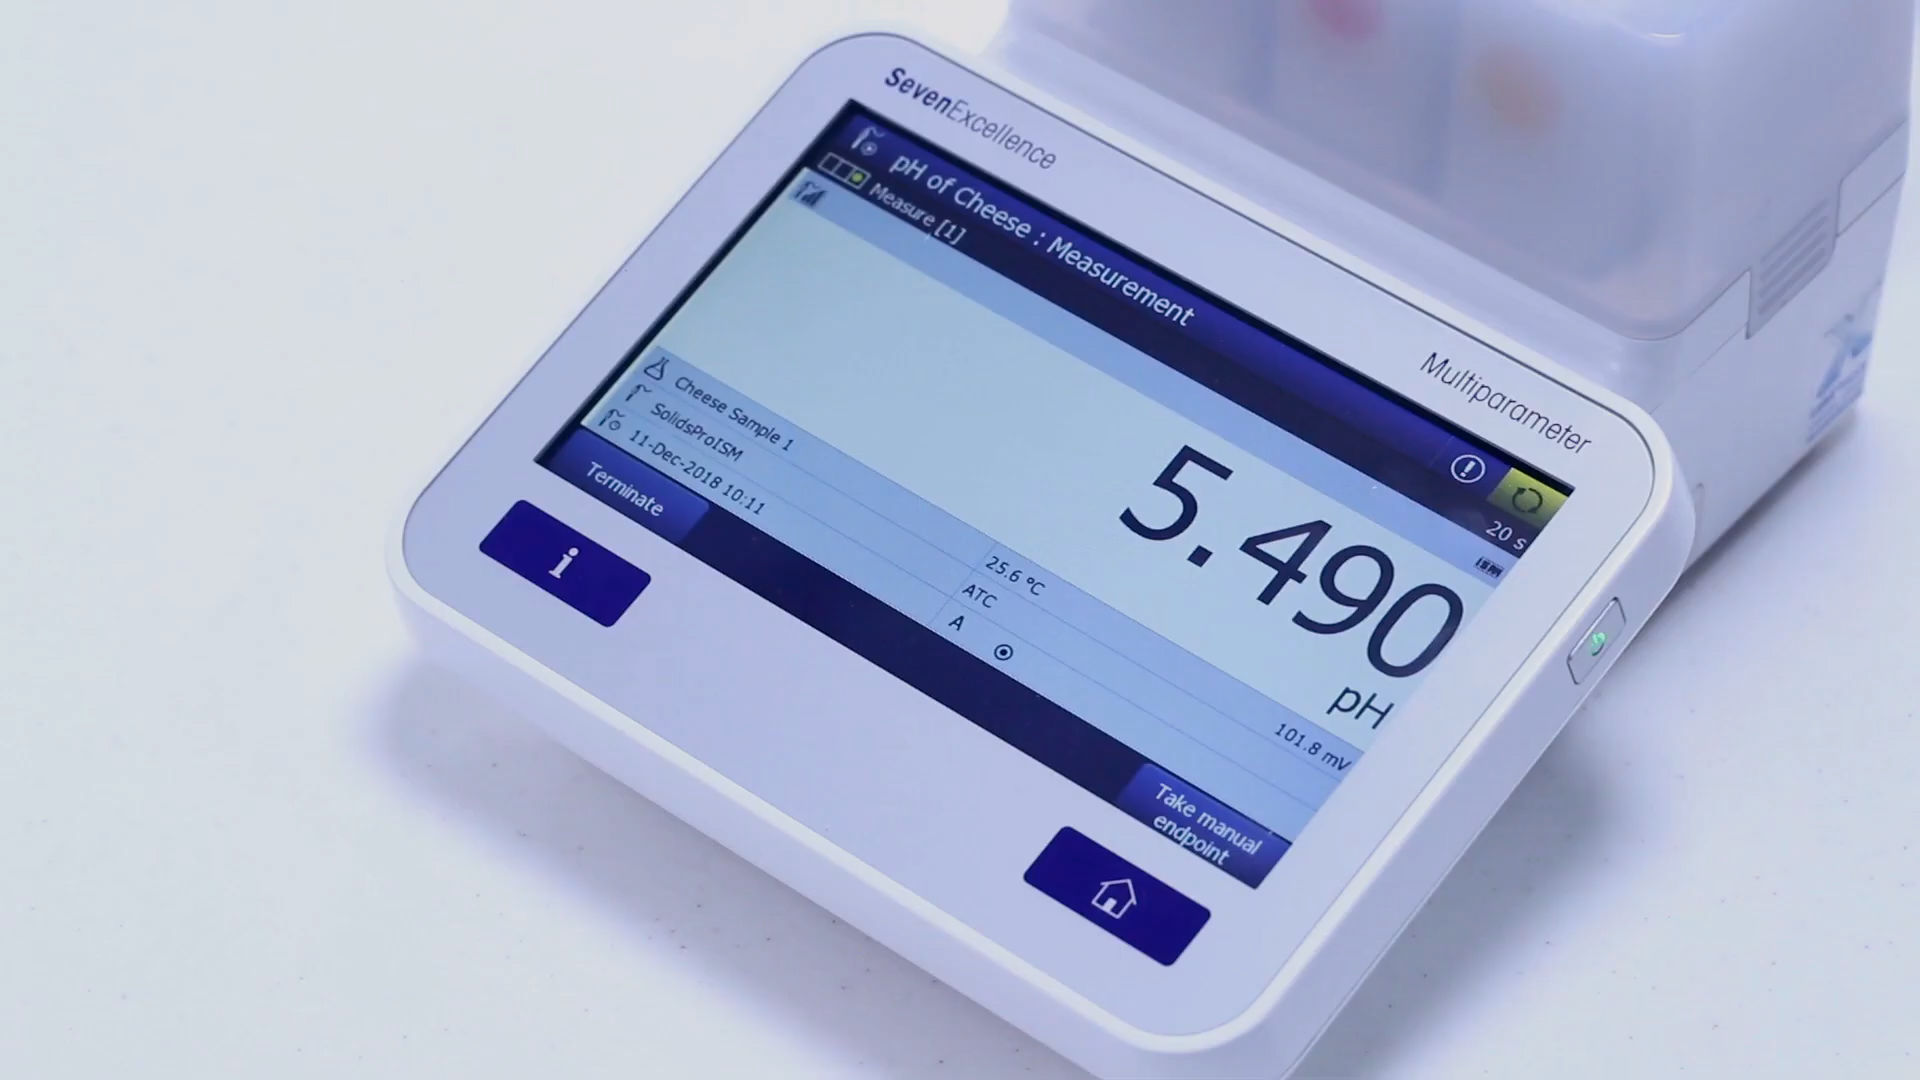 SevenExcellence
pH of Cheese : Measurement
Measure [1]
20 s
5.490
pH
Cheese Sample 1
25.6 °C
101.8 mV
SolidsProISM
ATC
11-Dec-2018 10:11
A
Terminate
Take manual
endpoint
Multiparameter
i